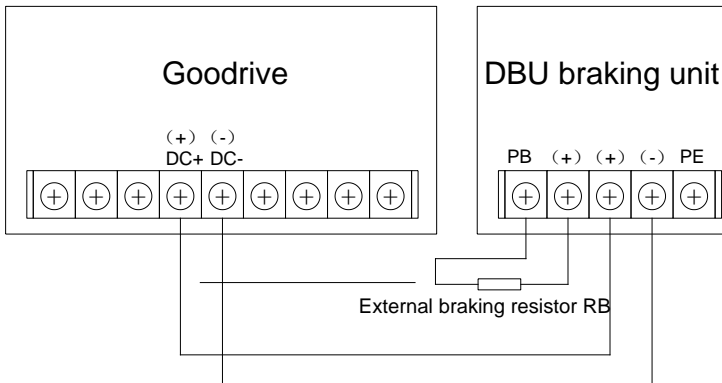 Goodrive
DBU braking unit
（+）（-）
DC+ DC-
PB （+）（+）（-） PE
External braking resistor RB